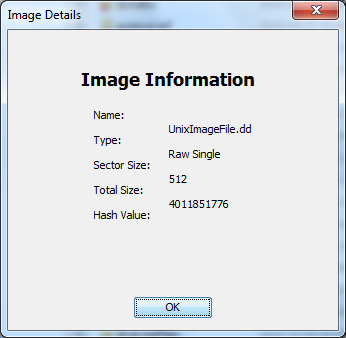 Image Details
Image Information
Name:
UnixImageFile.dd
Type:
Raw Single
Sector Size:
512
Total Size:
4011851776
Hash Value:
OK